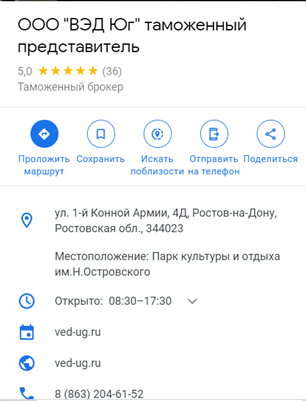 ООО "ВЭД Юг" таможенный
представитель
5,0 ★★★★★ (36)
Таможенный брокер
Проложить
маршрут
Сохранить
Искать
поблизости
Отправить
на телефон
Поделиться
ул. 1-й Конной Армии, 4Д, Ростов-на-Дону,
Ростовская обл., 344023
Местоположение: Парк культуры и отдыха
им.Н.Островского
Открыто: 08:30–17:30
ved-ug.ru
ved-ug.ru
8 (863) 204-61-52